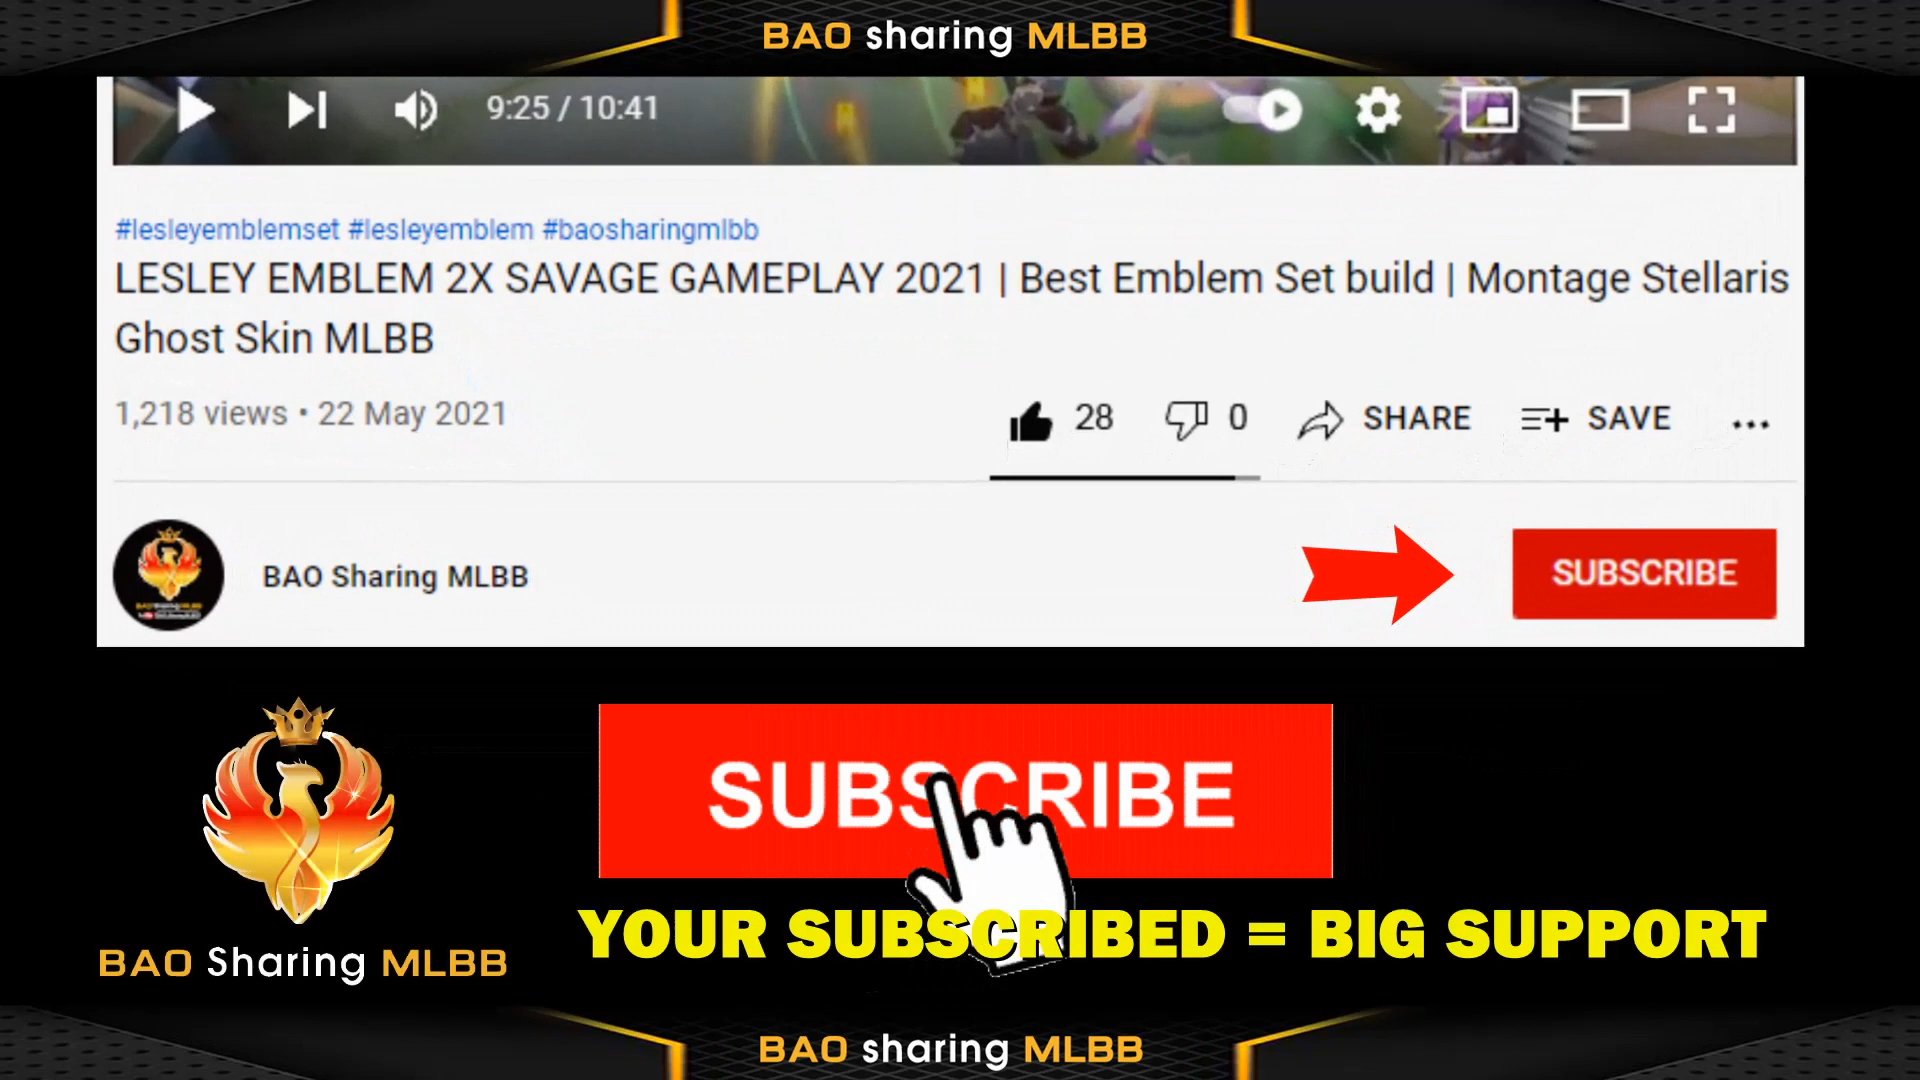 BAO sharing MLBB
9:25 / 10:41
#lesleyemblemset #lesleyemblem #baosharingmlbb
LESLEY EMBLEM 2X SAVAGE GAMEPLAY 2021 | Best Emblem Set build | Montage Stellaris
Ghost Skin MLBB
1,218 views • 22 May 2021
28
0
SHARE
SAVE
BAO Sharing MLBB
SUBSCRIBE
SUBSCRIBE
YOUR SUBSCRIBED = BIG SUPPORT
BAO Sharing MLBB
BAO sharing MLBB